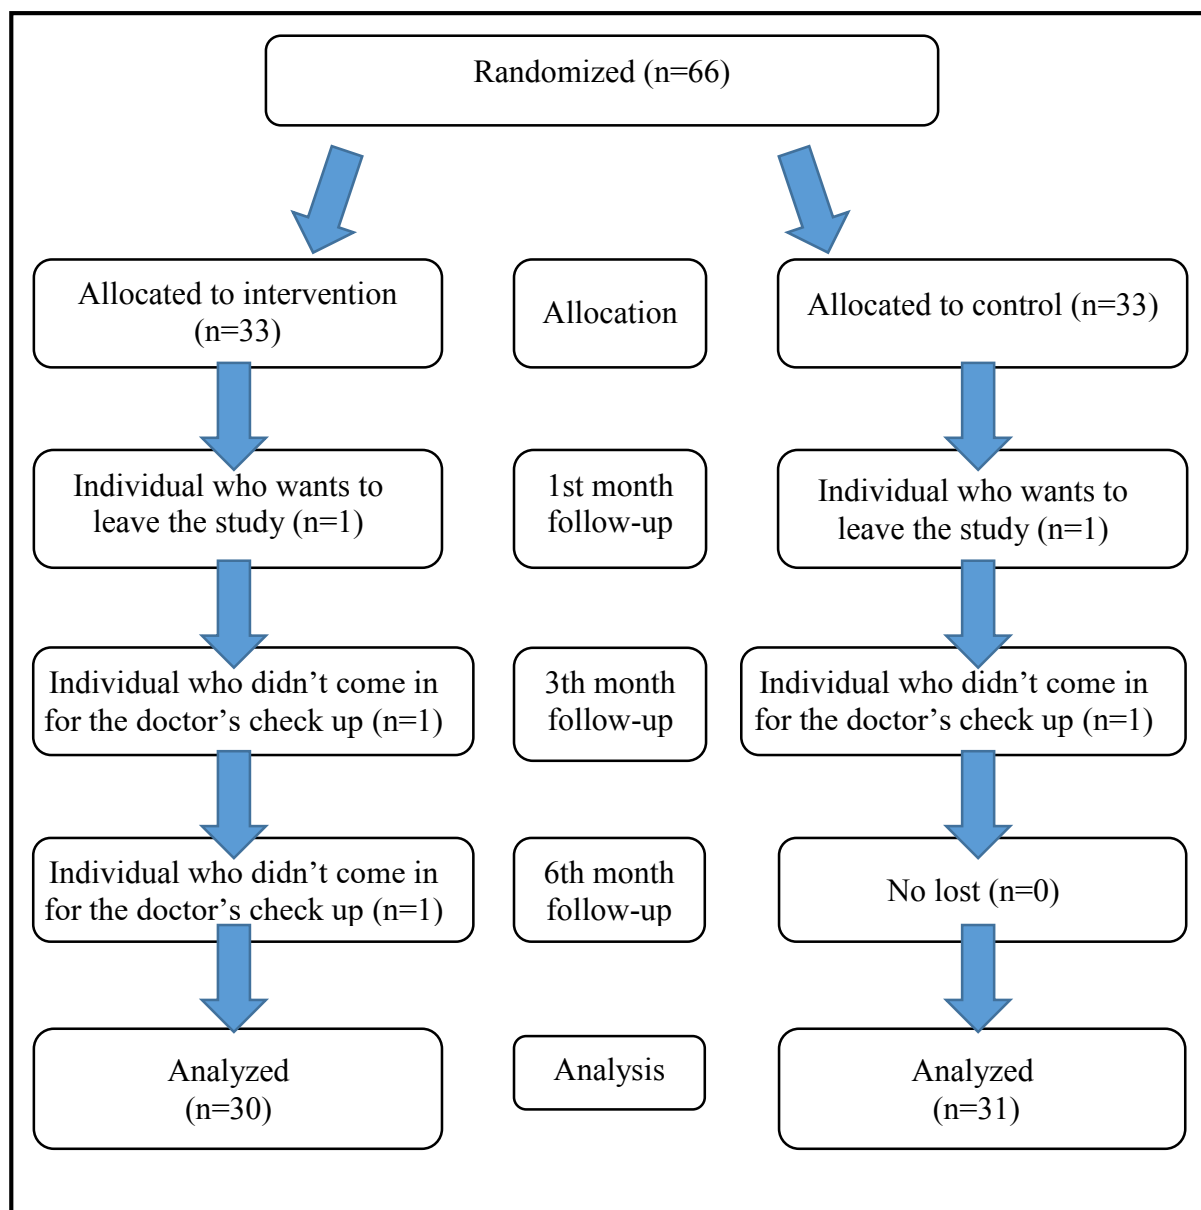 Randomized (n=66)
Allocated to intervention
(n=33)
Allocation
Allocated to control (n=33)
Individual who wants to
leave the study (n=1)
1st month
follow-up
Individual who wants to
leave the study (n=1)
Individual who didn’t come in
for the doctor’s check up (n=1)
3th month
follow-up
Individual who didn’t come in
for the doctor’s check up (n=1)
Individual who didn’t come in
for the doctor’s check up (n=1)
6th month
follow-up
No lost (n=0)
Analyzed
(n=30)
Analysis
Analyzed
(n=31)